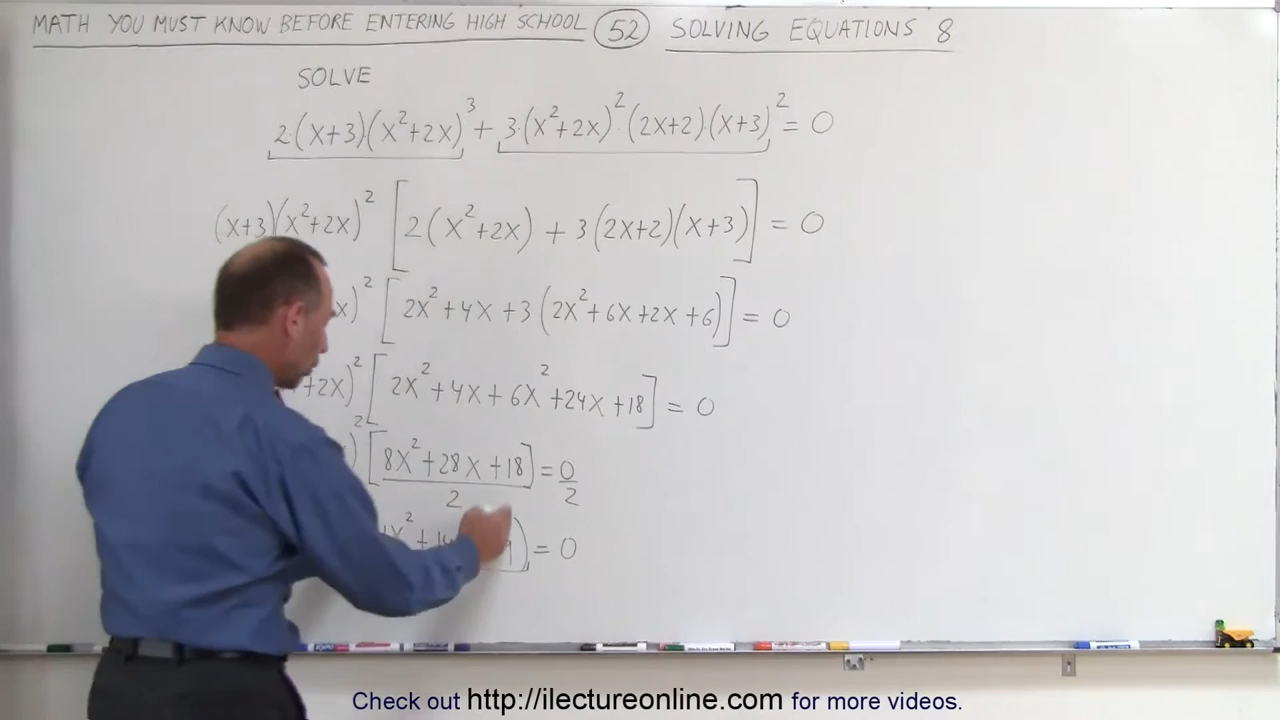 MATH YOU MUST KNOW BEFORE ENTERING HIGH SCHOOL 52 SOLVING EQUATIONS 8
SOLVE
2·(x+3)(x²+2x)³ + 3·(x²+2x)²·(2x+2)·(x+3)² = 0
(x+3)(x²+2x)² [2(x²+2x) + 3(2x+2)(x+3)] = 0
x)² [2x²+4x+3(2x²+6x+2x+6)] = 0
+2x)² [2x²+4x+6x²+24x+18] = 0
)² [8x²+28x+18]/2 = 0/2
x²+ ) = 0
Check out http://ilectureonline.com for more videos.